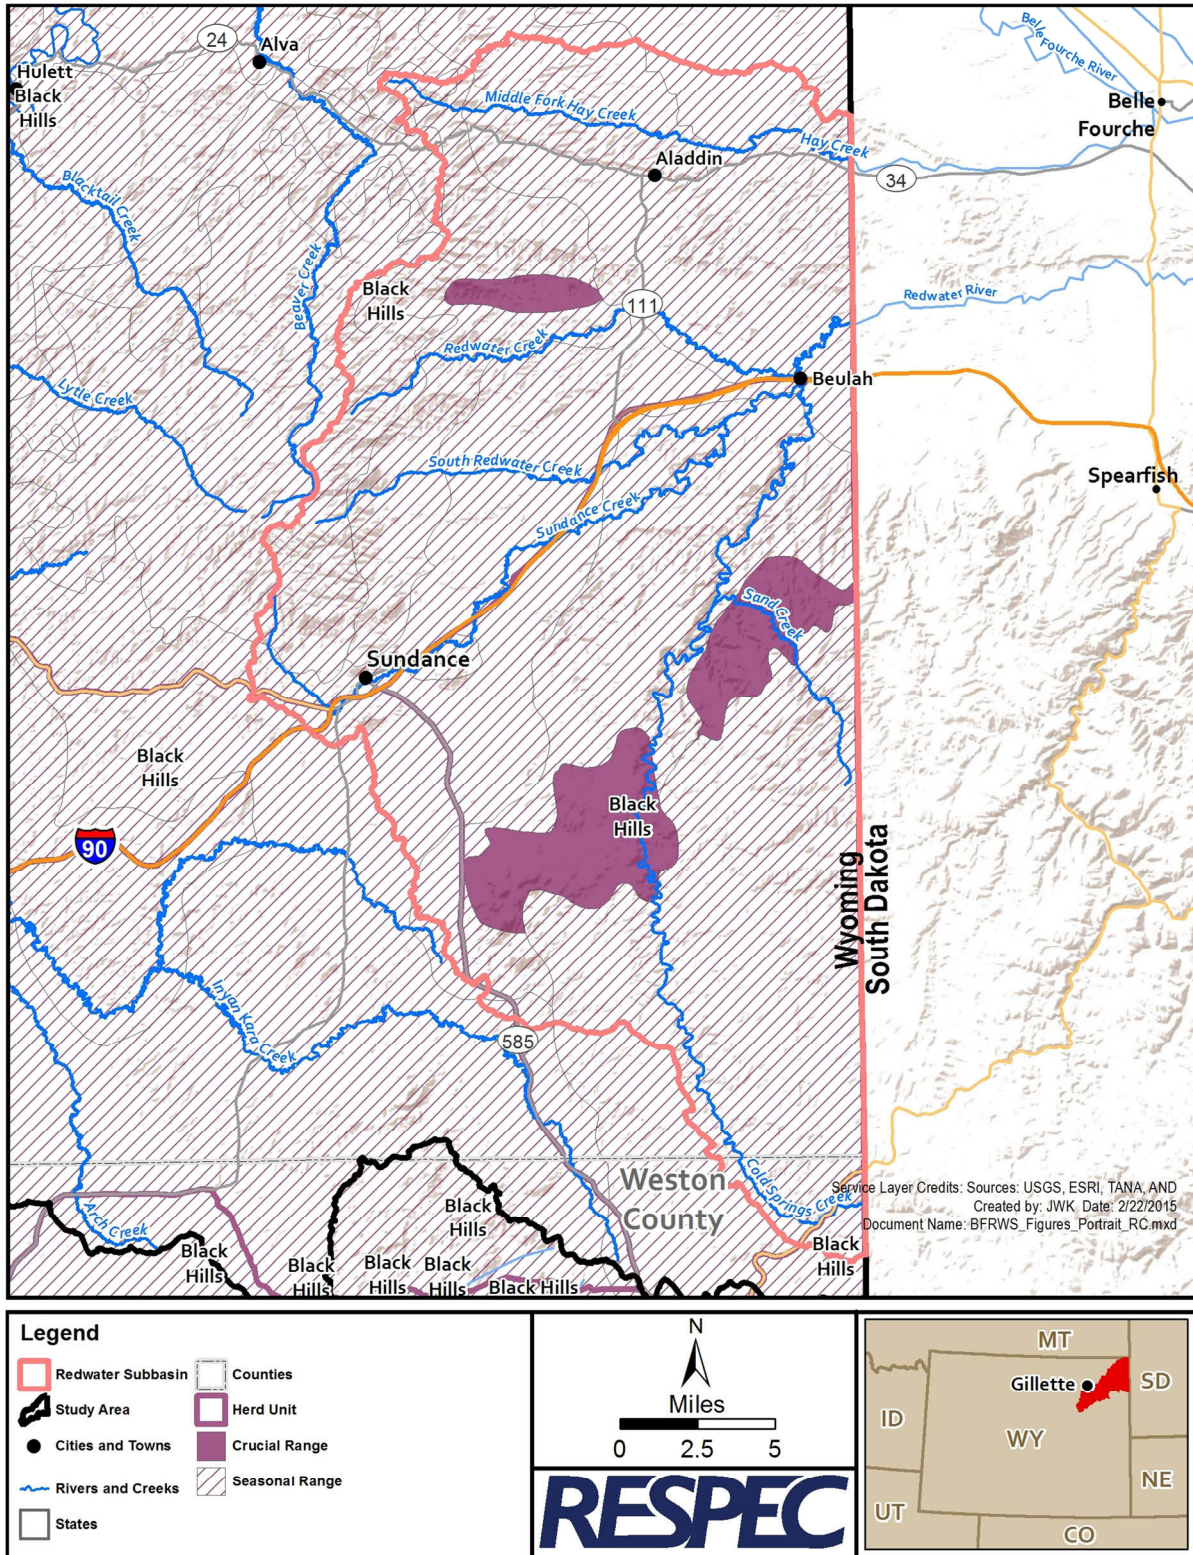 24
Alva
Hulett
Black
Hills
Belle Fourche River
Belle
Fourche
Middle Fork Hay Creek
Hay Creek
Aladdin
34
Blacktail Creek
Beaver Creek
Black
Hills
111
Redwater River
Redwater Creek
Beulah
Lytle Creek
South Redwater Creek
Spearfish
Sundance Creek
Sand Creek
Sundance
Black
Hills
Black
Hills
90
Wyoming
South Dakota
Inyan Kara Creek
585
Weston
County
Cold Springs Creek
Service Layer Credits: Sources: USGS, ESRI, TANA, AND
Created by: JWK Date: 2/22/2015
Document Name: BFRWS_Figures_Portrait_RC.mxd
Arch Creek
Black
Hills
Black
Hills
Black
Hills
Black
Hills
Black
Hills
Black Hills
Black
Hills
Legend
Redwater Subbasin
Study Area
Cities and Towns
Rivers and Creeks
States
Counties
Herd Unit
Crucial Range
Seasonal Range
N
Miles
0 2.5 5
RESPEC
MT
Gillette
SD
ID
WY
NE
UT
CO